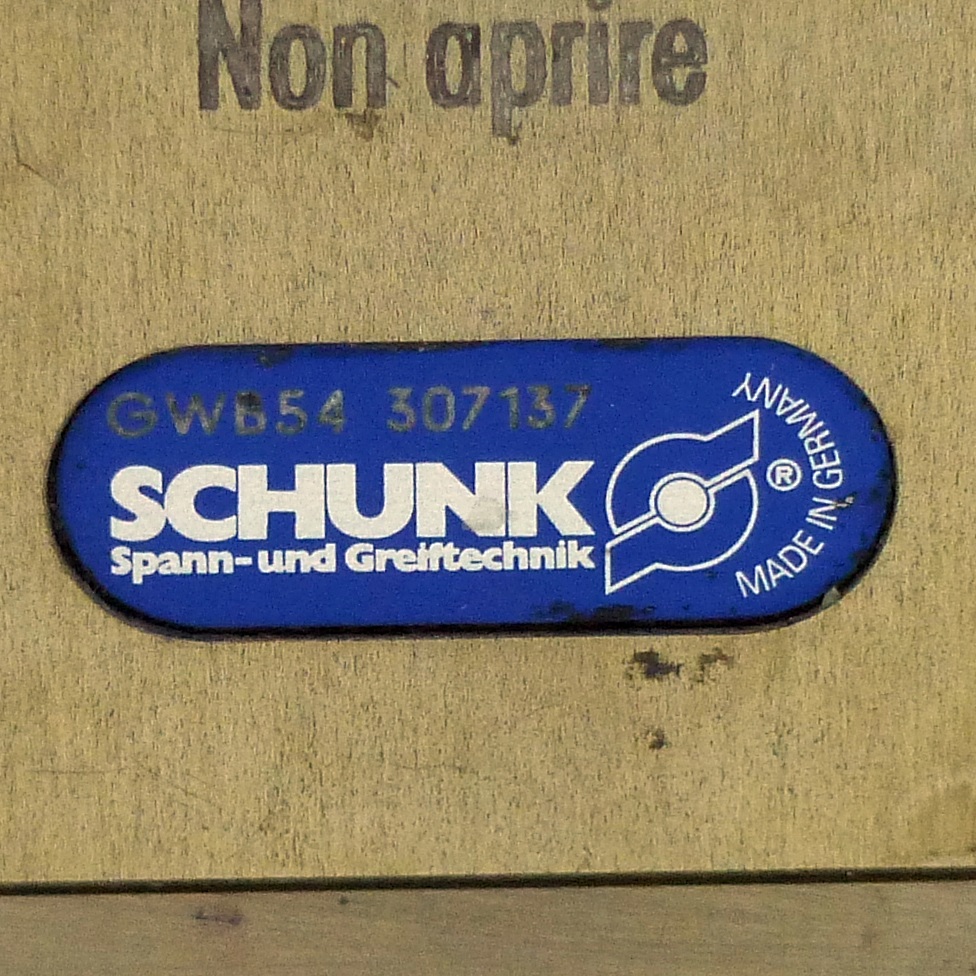 Non aprire
GWB54 307137
SCHUNK
Spann-und Greiftechnik
®
MADE IN GERMANY